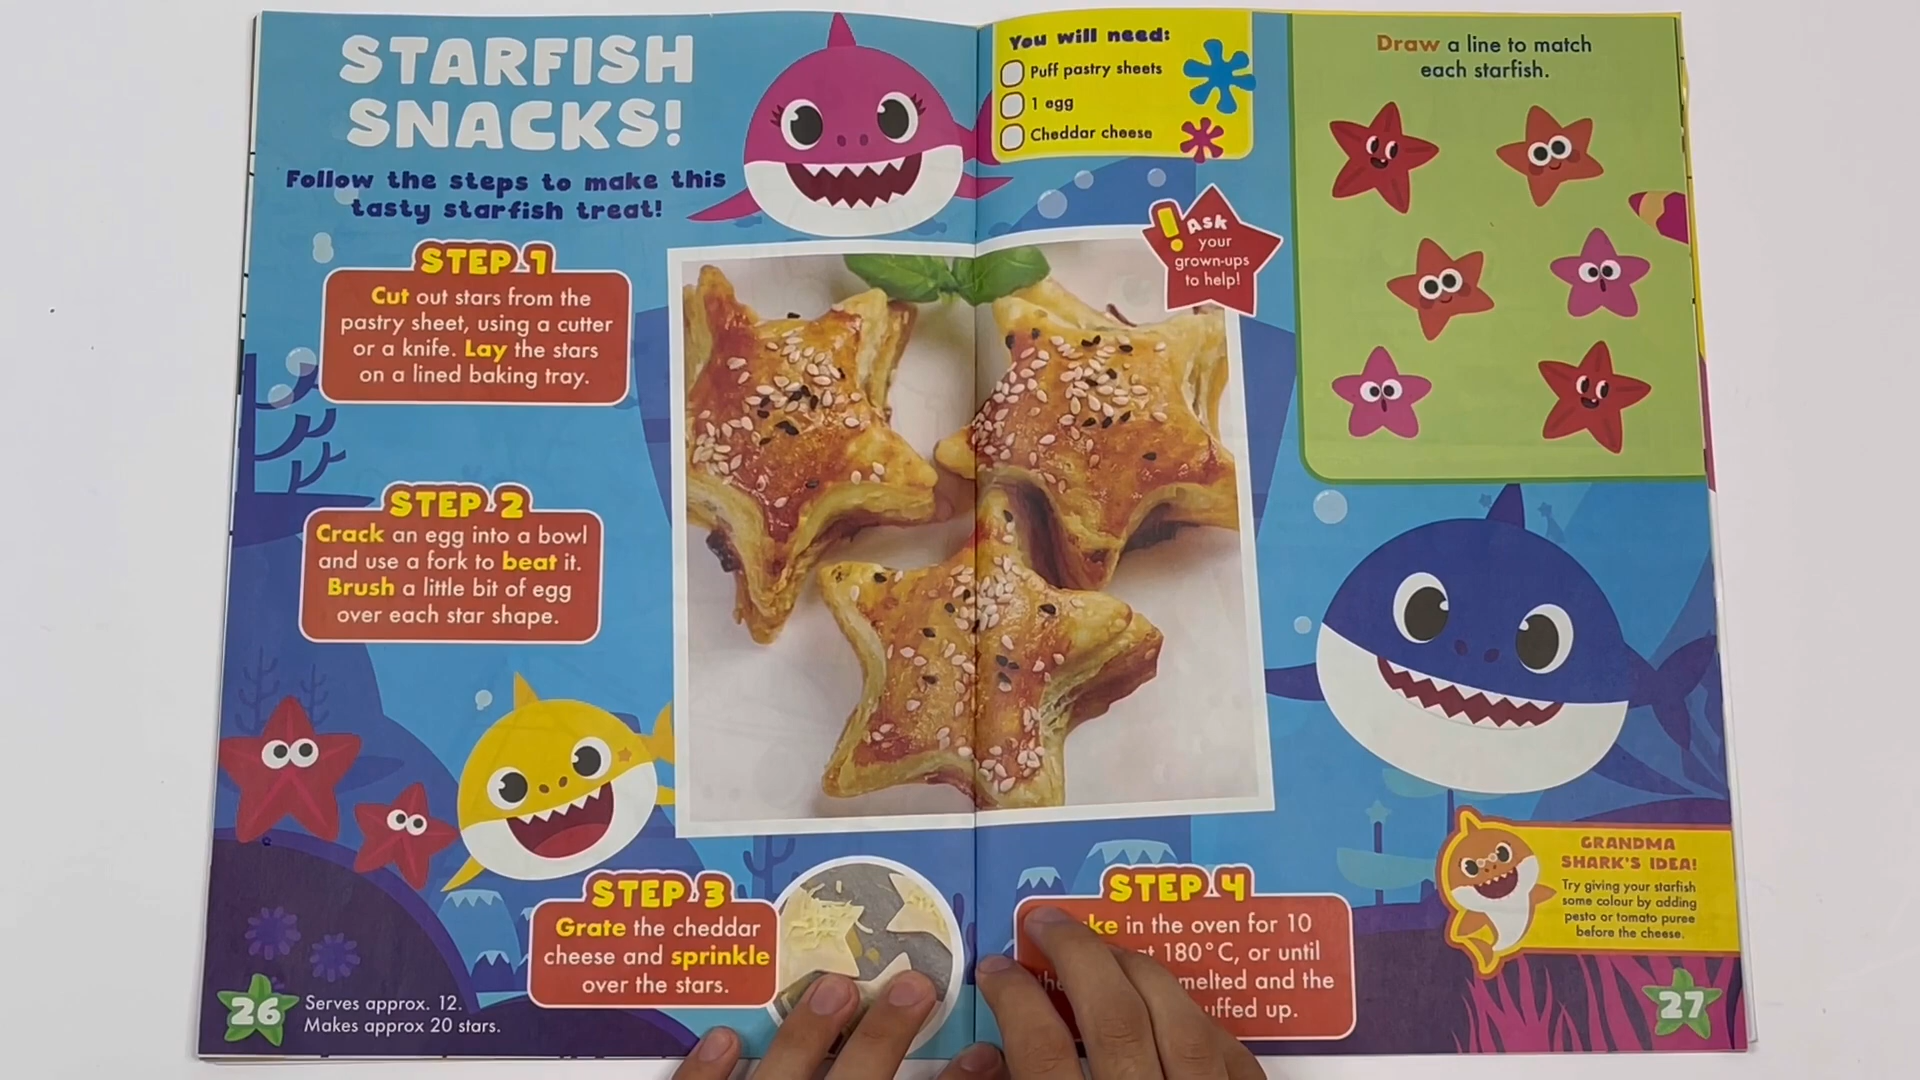 STARFISH
SNACKS!
Follow the steps to make this
tasty starfish treat!
STEP 1
Cut out stars from the
pastry sheet, using a cutter
or a knife. Lay the stars
on a lined baking tray.
STEP 2
Crack an egg into a bowl
and use a fork to beat it.
Brush a little bit of egg
over each star shape.
STEP 3
Grate the cheddar
cheese and sprinkle
over the stars.
26
Serves approx. 12.
Makes approx 20 stars.
You will need:
Puff pastry sheets
1 egg
Cheddar cheese
! Ask
your
grown-ups
to help!
Draw a line to match
each starfish.
STEP 4
ke in the oven for 10
at 180°C, or until
the melted and the
uffed up.
GRANDMA
SHARK'S IDEA!
Try giving your starfish
some colour by adding
pesto or tomato puree
before the cheese.
27